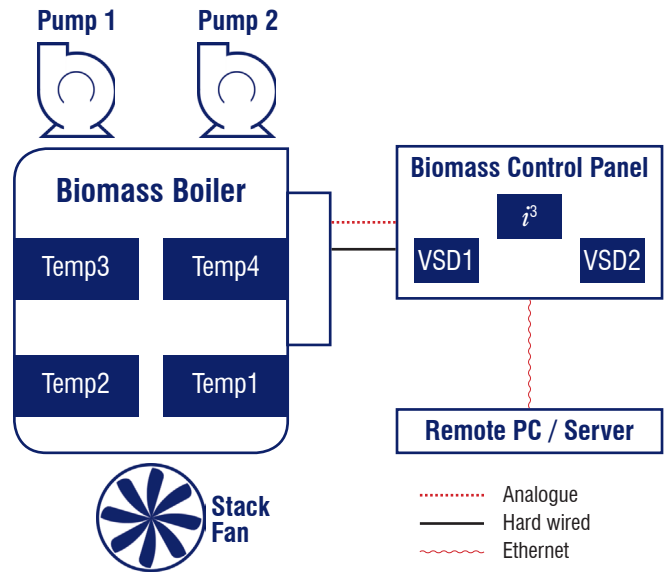 Pump 1
Pump 2
Biomass Boiler
Temp3
Temp4
Temp2
Temp1
Stack
Fan
Biomass Control Panel
i³
VSD1
VSD2
Remote PC / Server
Analogue
Hard wired
Ethernet